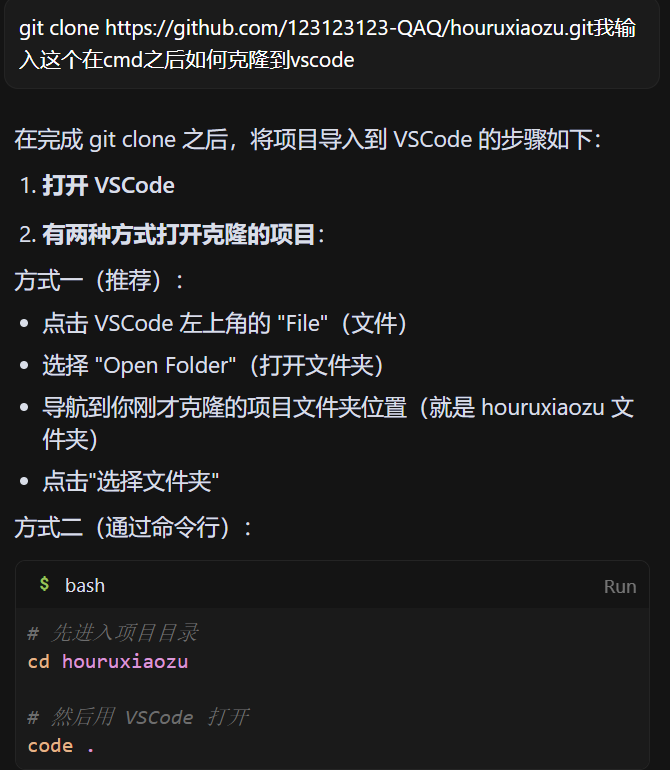 git clone https://github.com/123123123-QAQ/houruxiaozu.git我输
入这个在cmd之后如何克隆到vscode
在完成 git clone 之后，将项目导入到 VSCode 的步骤如下：
1. 打开 VSCode
2. 有两种方式打开克隆的项目：
方式一（推荐）：
• 点击 VSCode 左上角的 "File"（文件）
• 选择 "Open Folder"（打开文件夹）
• 导航到你刚才克隆的项目文件夹位置（就是 houruxiaozu 文
件夹）
• 点击"选择文件夹"
方式二（通过命令行）：
$ bash Run
# 先进入项目目录
cd houruxiaozu
# 然后用 VSCode 打开
code .